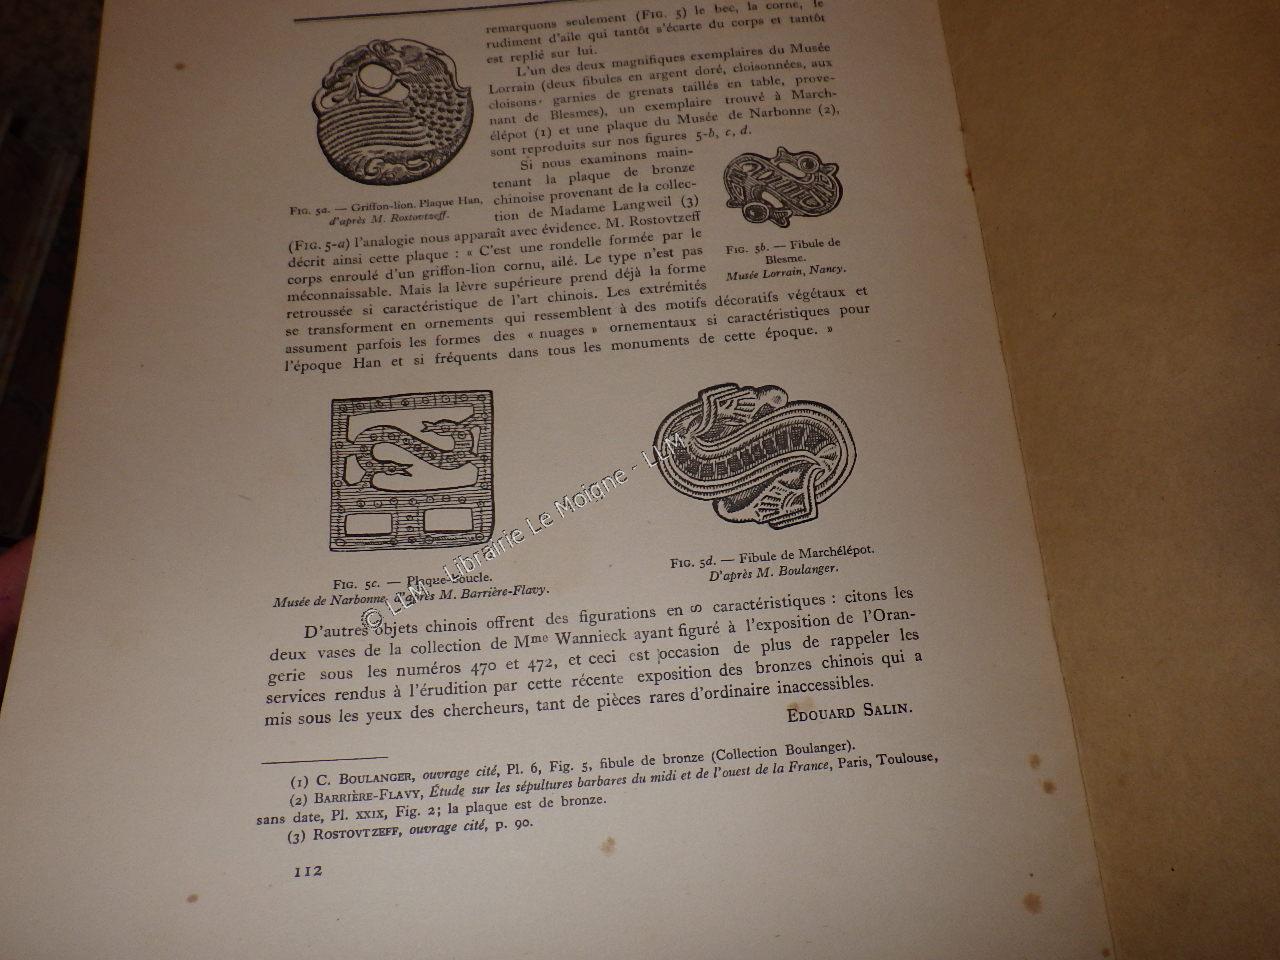 remarquons seulement (FIG. 5) le bec, la corne, le
rudiment d'aile qui tantôt s'écarte du corps et tantôt
est replié sur lui.
L'un des deux magnifiques exemplaires du Musée
Lorrain (deux fibules en argent doré, cloisonnées, aux
cloisons garnies de grenats taillés en table, prove-
nant de Blesmes), un exemplaire trouvé à March-
élépot (1) et une plaque du Musée de Narbonne (2),
sont reproduits sur nos figures 5-b, c, d.
Si nous examinons main-
tenant la plaque de bronze
chinoise provenant de la collec-
tion de Madame Langweil (3)
FIG. 5a. — Griffon-lion. Plaque Han,
d'après M. Rostovtzeff.
(FIG. 5-a) l'analogie nous apparaît avec évidence. M. Rostovtzeff
décrit ainsi cette plaque : « C'est une rondelle formée par le
corps enroulé d'un griffon-lion cornu, ailé. Le type n'est pas
méconnaissable. Mais la lèvre supérieure prend déjà la forme
retroussée si caractéristique de l'art chinois. Les extrémités
se transforment en ornements qui ressemblent à des motifs décoratifs végétaux et
assument parfois les formes des « nuages » ornementaux si caractéristiques pour
l'époque Han et si fréquents dans tous les monuments de cette époque. »
FIG. 5b. — Fibule de
Blesme.
Musée Lorrain, Nancy.
FIG. 5c. — Plaque-boucle.
Musée de Narbonne, d'après M. Barrière-Flavy.
FIG. 5d. — Fibule de Marchélépot.
D'après M. Boulanger.
D'autres objets chinois offrent des figurations en ∽ caractéristiques : citons les
deux vases de la collection de Mme Wannieck ayant figuré à l'exposition de l'Oran-
gerie sous les numéros 470 et 472, et ceci est occasion de plus de rappeler les
services rendus à l'érudition par cette récente exposition des bronzes chinois qui a
mis sous les yeux des chercheurs, tant de pièces rares d'ordinaire inaccessibles.
EDOUARD SALIN.
(1) C. BOULANGER, ouvrage cité, Pl. 6, Fig. 5, fibule de bronze (Collection Boulanger).
(2) BARRIÈRE-FLAVY, Étude sur les sépultures barbares du midi et de l'ouest de la France, Paris, Toulouse,
sans date, Pl. XXIX, Fig. 2; la plaque est de bronze.
(3) ROSTOVTZEFF, ouvrage cité, p. 90.
112
© LLM - Librairie Le Moigne - LLM